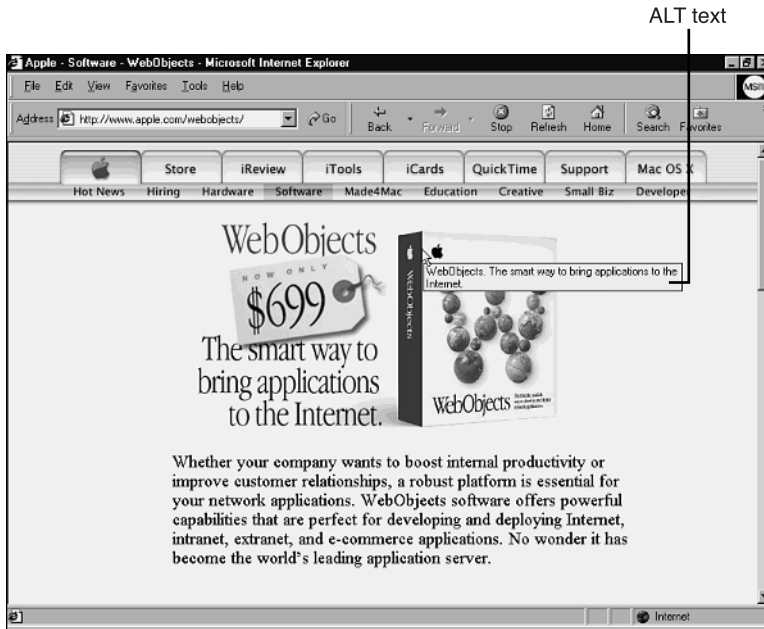 ALT text
Apple - Software - WebObjects - Microsoft Internet Explorer
File Edit View Favorites Tools Help
Address http://www.apple.com/webobjects/ Go Back Forward Stop Refresh Home Search Favorites
Store iReview iTools iCards QuickTime Support Mac OS X
Hot News Hiring Hardware Software Made4Mac Education Creative Small Biz Developer
WebObjects
NOW ONLY
$699
The smart way to
bring applications
to the Internet.
WebObjects. The smart way to bring applications to the
Internet.
WebObjects
WebObjects
Whether your company wants to boost internal productivity or
improve customer relationships, a robust platform is essential for
your network applications. WebObjects software offers powerful
capabilities that are perfect for developing and deploying Internet,
intranet, extranet, and e-commerce applications. No wonder it has
become the world's leading application server.
Internet